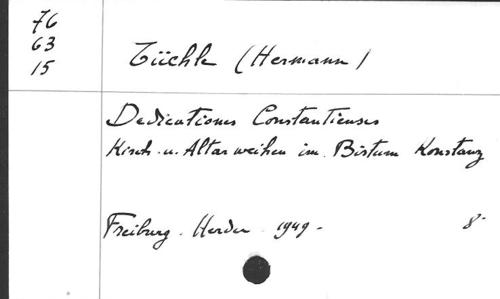 76
63
15
Tüchle (Hermann)
Dedicationes Constantienses
Kirch- u. Altarweihen im Bistum Konstanz
Freiburg. Herder. 1949. 8°